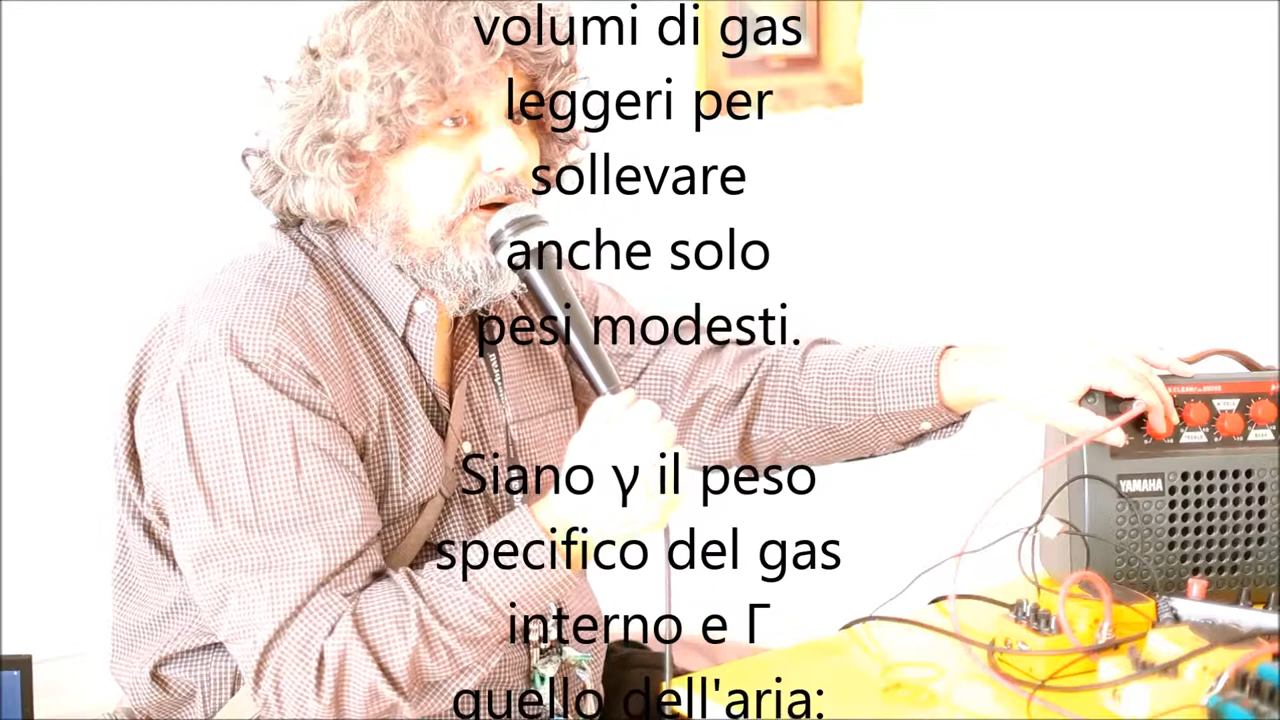 volumi di gas
leggeri per
sollevare
anche solo
pesi modesti.
Siano γ il peso
specifico del gas
interno e Γ
quello dell'aria:
YAMAHA
TREBLE